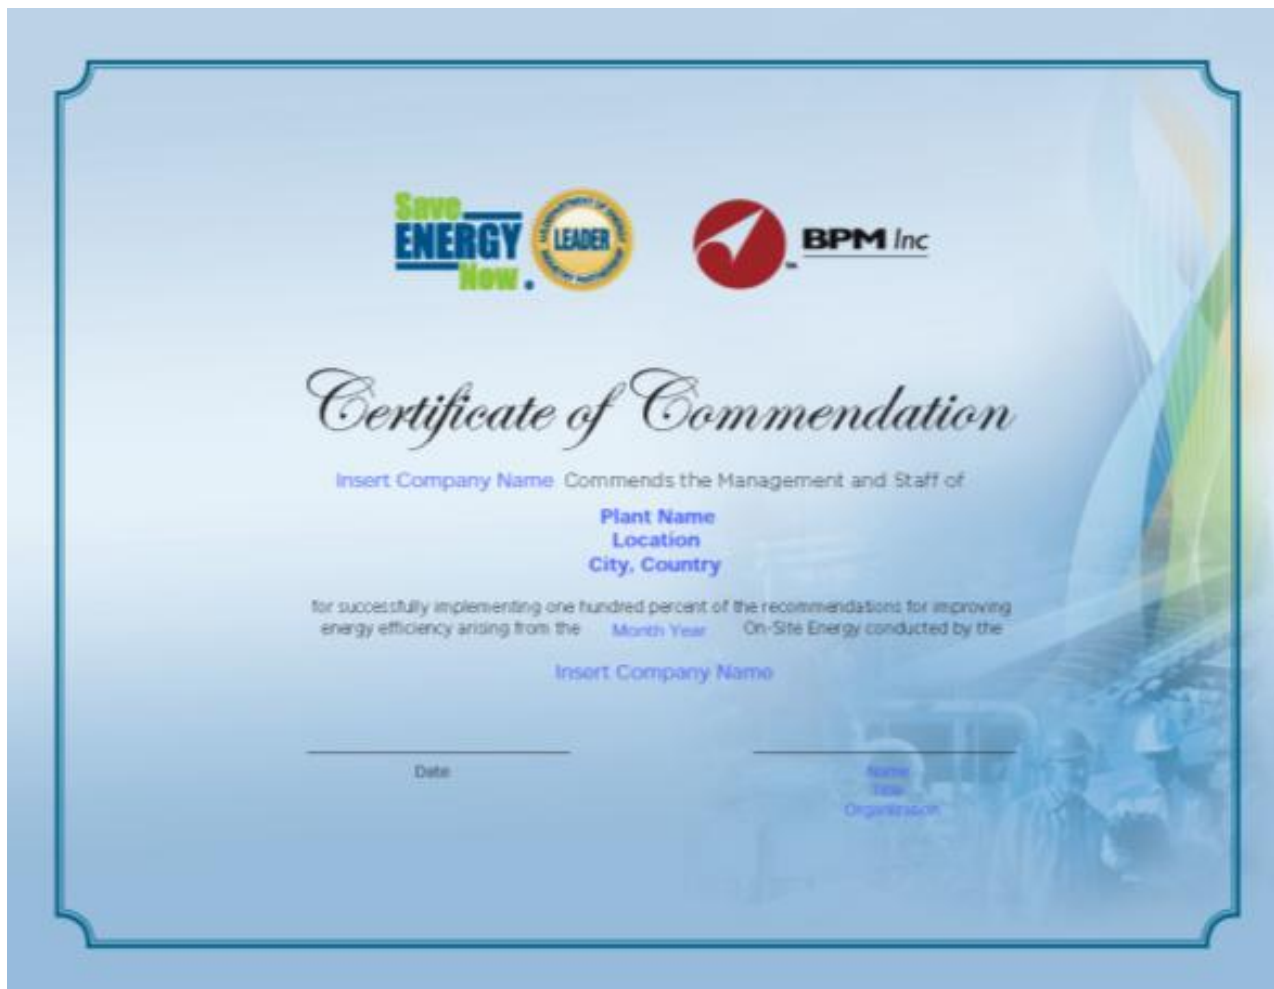 Save
ENERGY
Now.
LEADER
BPM Inc
Certificate of Commendation
Insert Company Name Commends the Management and Staff of
Plant Name
Location
City, Country
for successfully implementing one hundred percent of the recommendations for improving
energy efficiency arising from the Month Year On-Site Energy conducted by the
Insert Company Name
Date
Name
Title
Organization